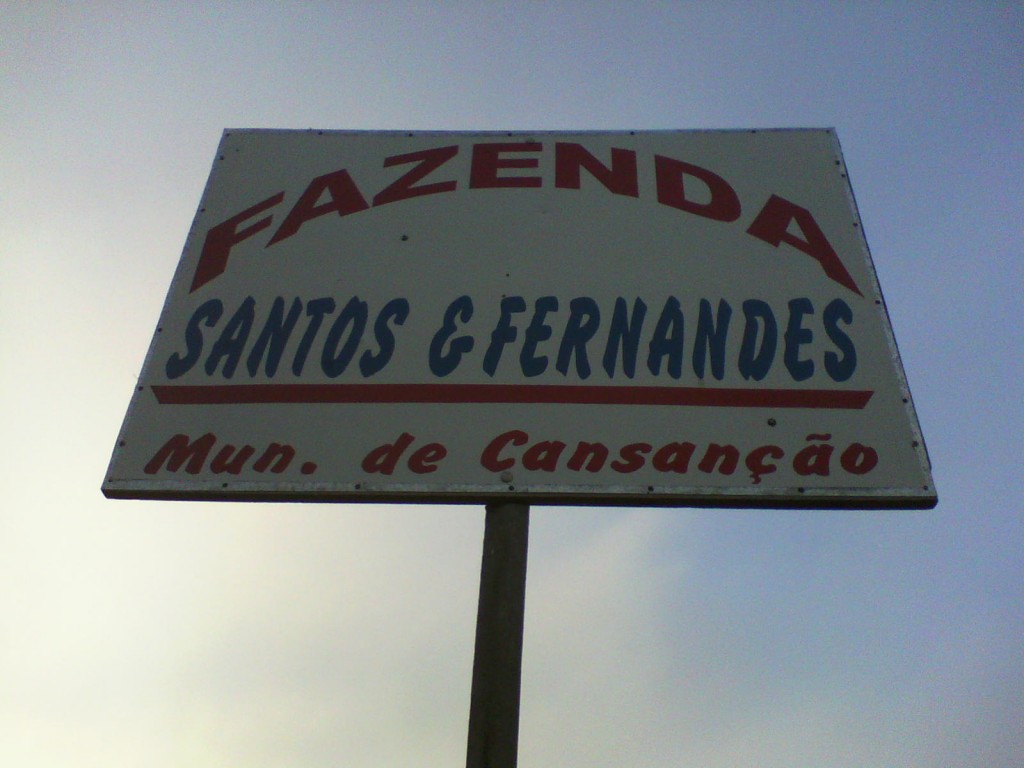 FAZENDA
SANTOS & FERNANDES
Mun. de Cansanção